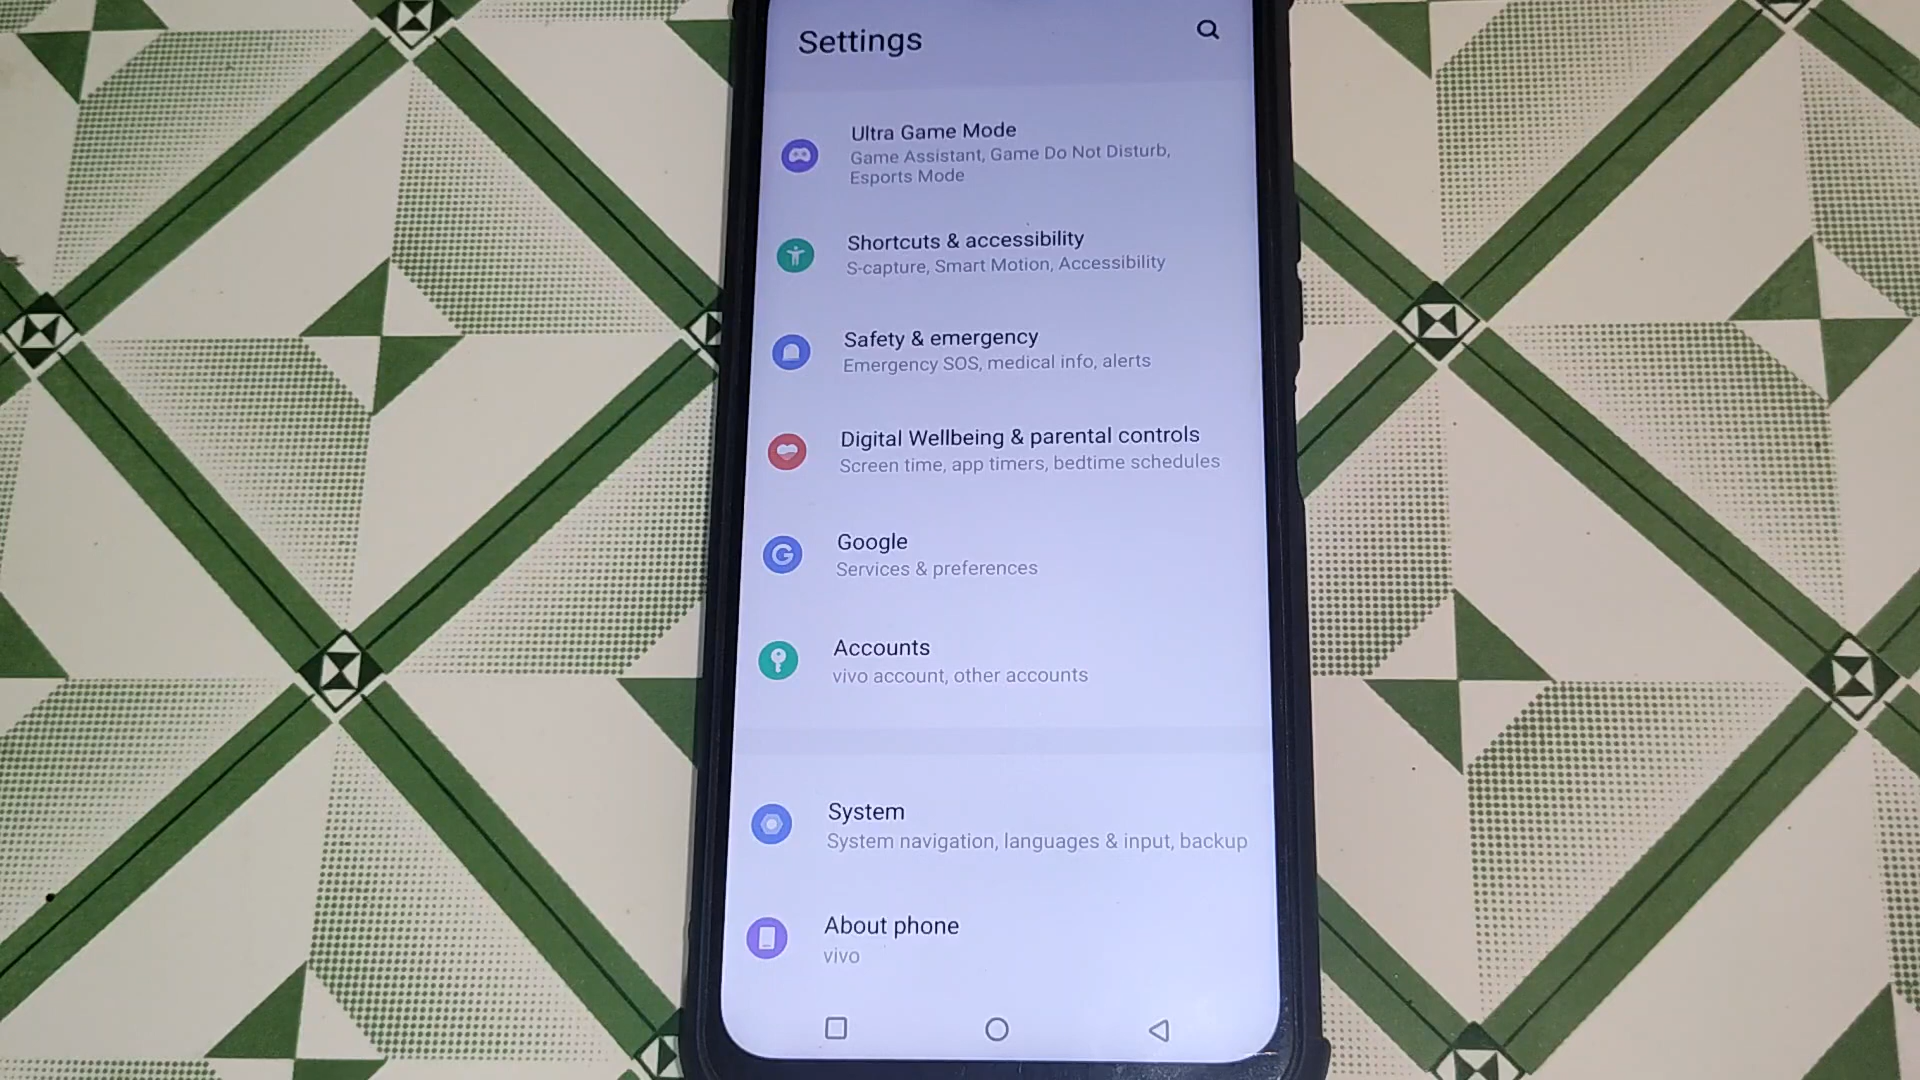 Settings
Ultra Game Mode
Game Assistant, Game Do Not Disturb,
Esports Mode
Shortcuts & accessibility
S-capture, Smart Motion, Accessibility
Safety & emergency
Emergency SOS, medical info, alerts
Digital Wellbeing & parental controls
Screen time, app timers, bedtime schedules
Google
Services & preferences
Accounts
vivo account, other accounts
System
System navigation, languages & input, backup
About phone
vivo